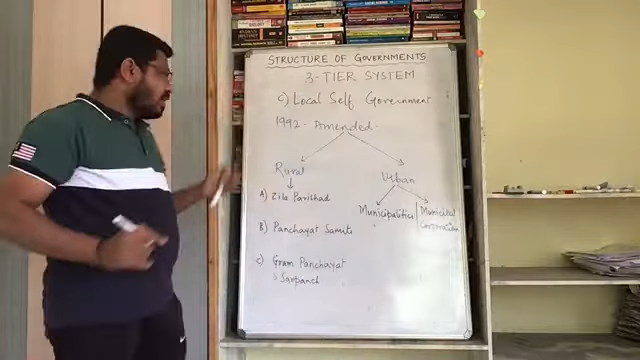 STRUCTURE OF GOVERNMENTS
3-TIER SYSTEM
C) Local Self Government
1992 - Amended
Rural
Urban
A) Zila Parishad
Municipalities
Municipal
Corporation
B) Panchayat Samiti
C) Gram Panchayat
Sarpanch